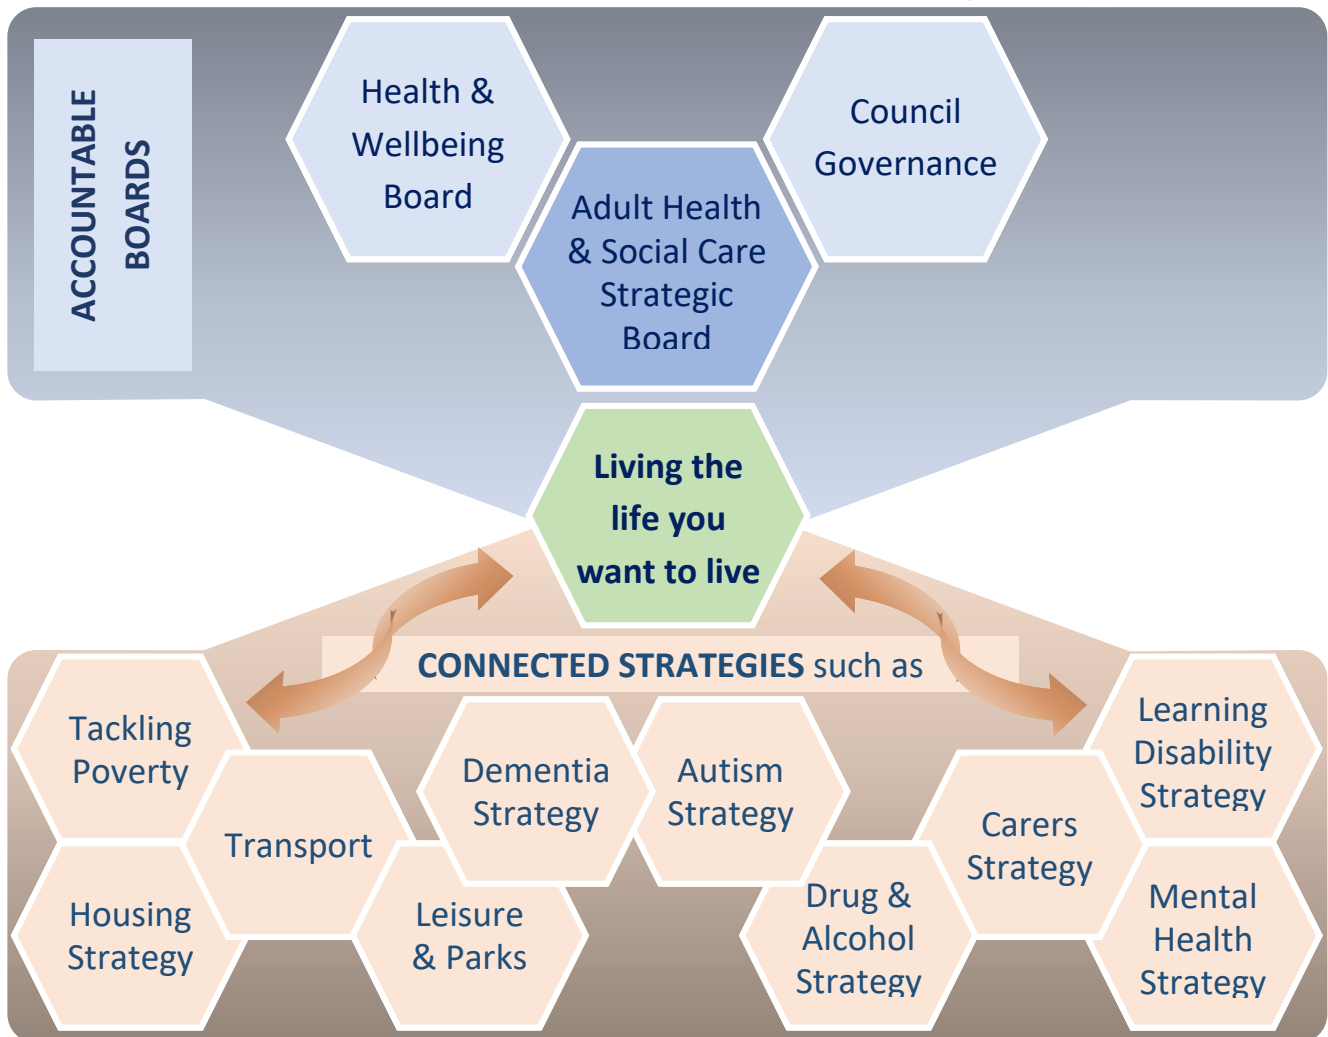 ACCOUNTABLE
BOARDS
Health &
Wellbeing
Board
Council
Governance
Adult Health
& Social Care
Strategic
Board
Living the
life you
want to live
CONNECTED STRATEGIES such as
Tackling
Poverty
Transport
Housing
Strategy
Leisure
& Parks
Dementia
Strategy
Autism
Strategy
Drug &
Alcohol
Strategy
Carers
Strategy
Learning
Disability
Strategy
Mental
Health
Strategy